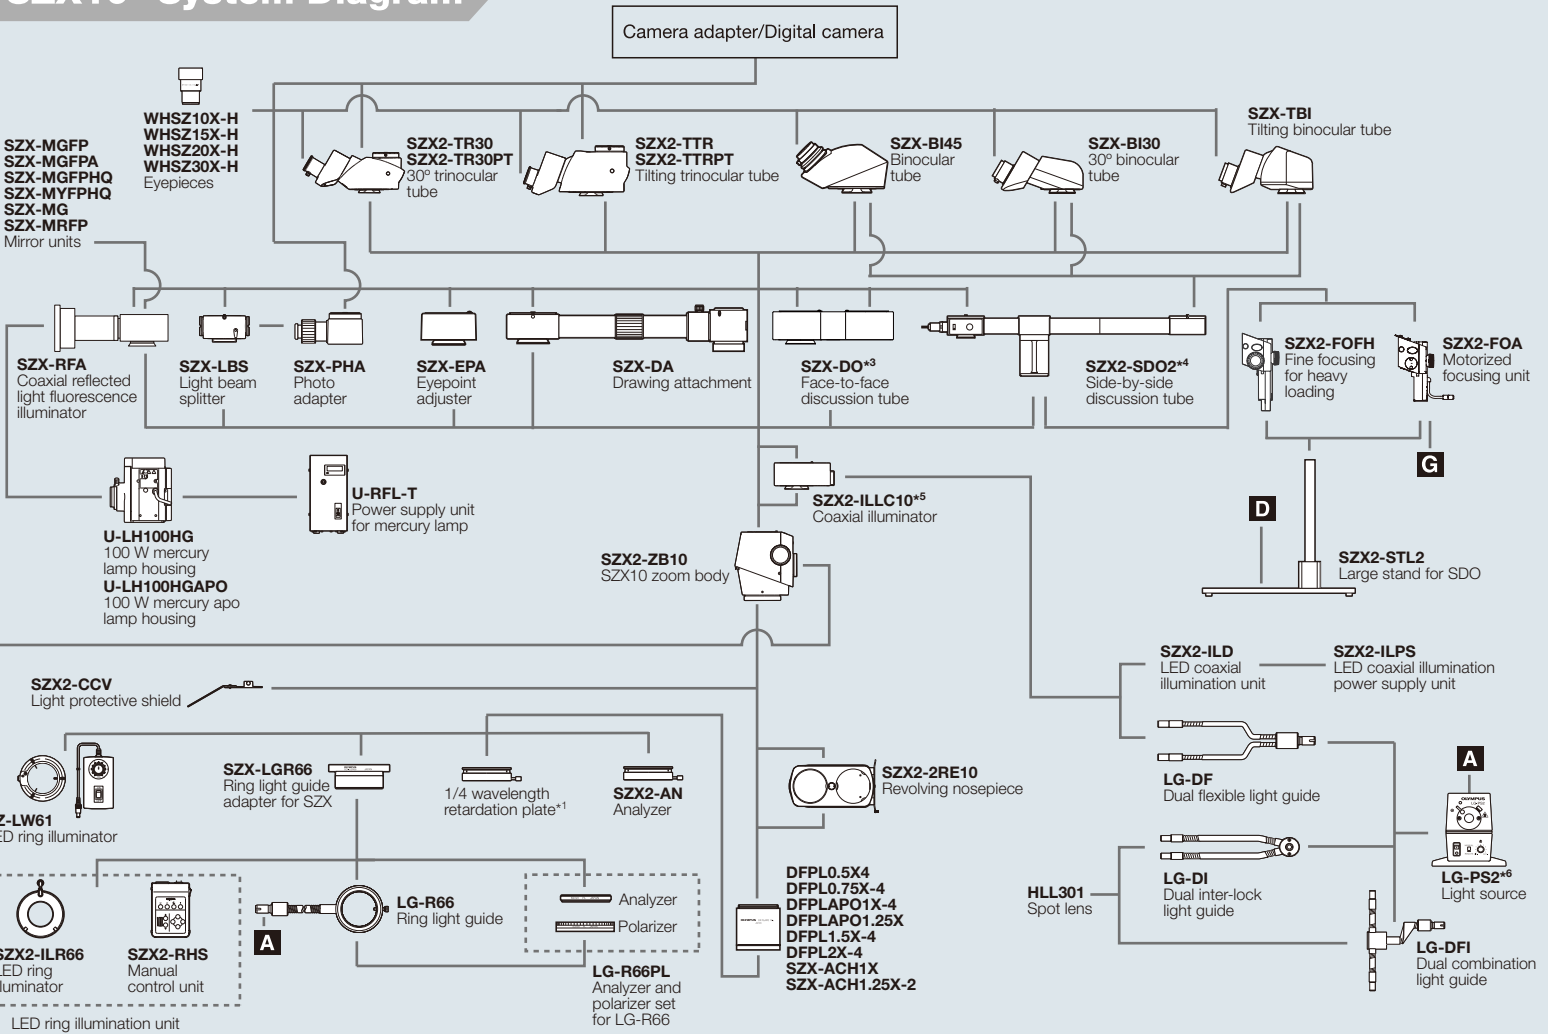 System Diagram
Camera adapter/Digital camera
WHSZ10X-H
WHSZ15X-H
WHSZ20X-H
WHSZ30X-H
Eyepieces
SZX-MGFP
SZX-MGFPA
SZX-MGFPHQ
SZX-MYFPHQ
SZX-MG
SZX-MRFP
Mirror units
SZX2-TR30
SZX2-TR30PT
30º trinocular
tube
SZX2-TTR
SZX2-TTRPT
Tilting trinocular tube
SZX-BI45
Binocular
tube
SZX-BI30
30º binocular
tube
SZX-TBI
Tilting binocular tube
SZX-RFA
Coaxial reflected
light fluorescence
illuminator
SZX-LBS
Light beam
splitter
SZX-PHA
Photo
adapter
SZX-EPA
Eyepoint
adjuster
SZX-DA
Drawing attachment
SZX-DO*3
Face-to-face
discussion tube
SZX2-SDO2*4
Side-by-side
discussion tube
SZX2-FOFH
Fine focusing
for heavy
loading
SZX2-FOA
Motorized
focusing unit
G
U-LH100HG
100 W mercury
lamp housing
U-LH100HGAPO
100 W mercury apo
lamp housing
U-RFL-T
Power supply unit
for mercury lamp
SZX2-ILLC10*5
Coaxial illuminator
D
SZX2-STL2
Large stand for SDO
SZX2-ZB10
SZX10 zoom body
SZX2-CCV
Light protective shield
SZX2-ILD
LED coaxial
illumination unit
SZX2-ILPS
LED coaxial illumination
power supply unit
Z-LW61
ED ring illuminator
SZX-LGR66
Ring light guide
adapter for SZX
1/4 wavelength
retardation plate*1
SZX2-AN
Analyzer
SZX2-2RE10
Revolving nosepiece
LG-DF
Dual flexible light guide
A
OLYMPUS
LG-PS2*6
Light source
SZX2-ILR66
LED ring
illuminator
SZX2-RHS
Manual
control unit
LED ring illumination unit
A
LG-R66
Ring light guide
Analyzer
Polarizer
LG-R66PL
Analyzer and
polarizer set
for LG-R66
DFPL0.5X4
DFPL0.75X-4
DFPLAPO1X-4
DFPLAPO1.25X
DFPL1.5X-4
DFPL2X-4
SZX-ACH1X
SZX-ACH1.25X-2
HLL301
Spot lens
LG-DI
Dual inter-lock
light guide
LG-DFI
Dual combination
light guide